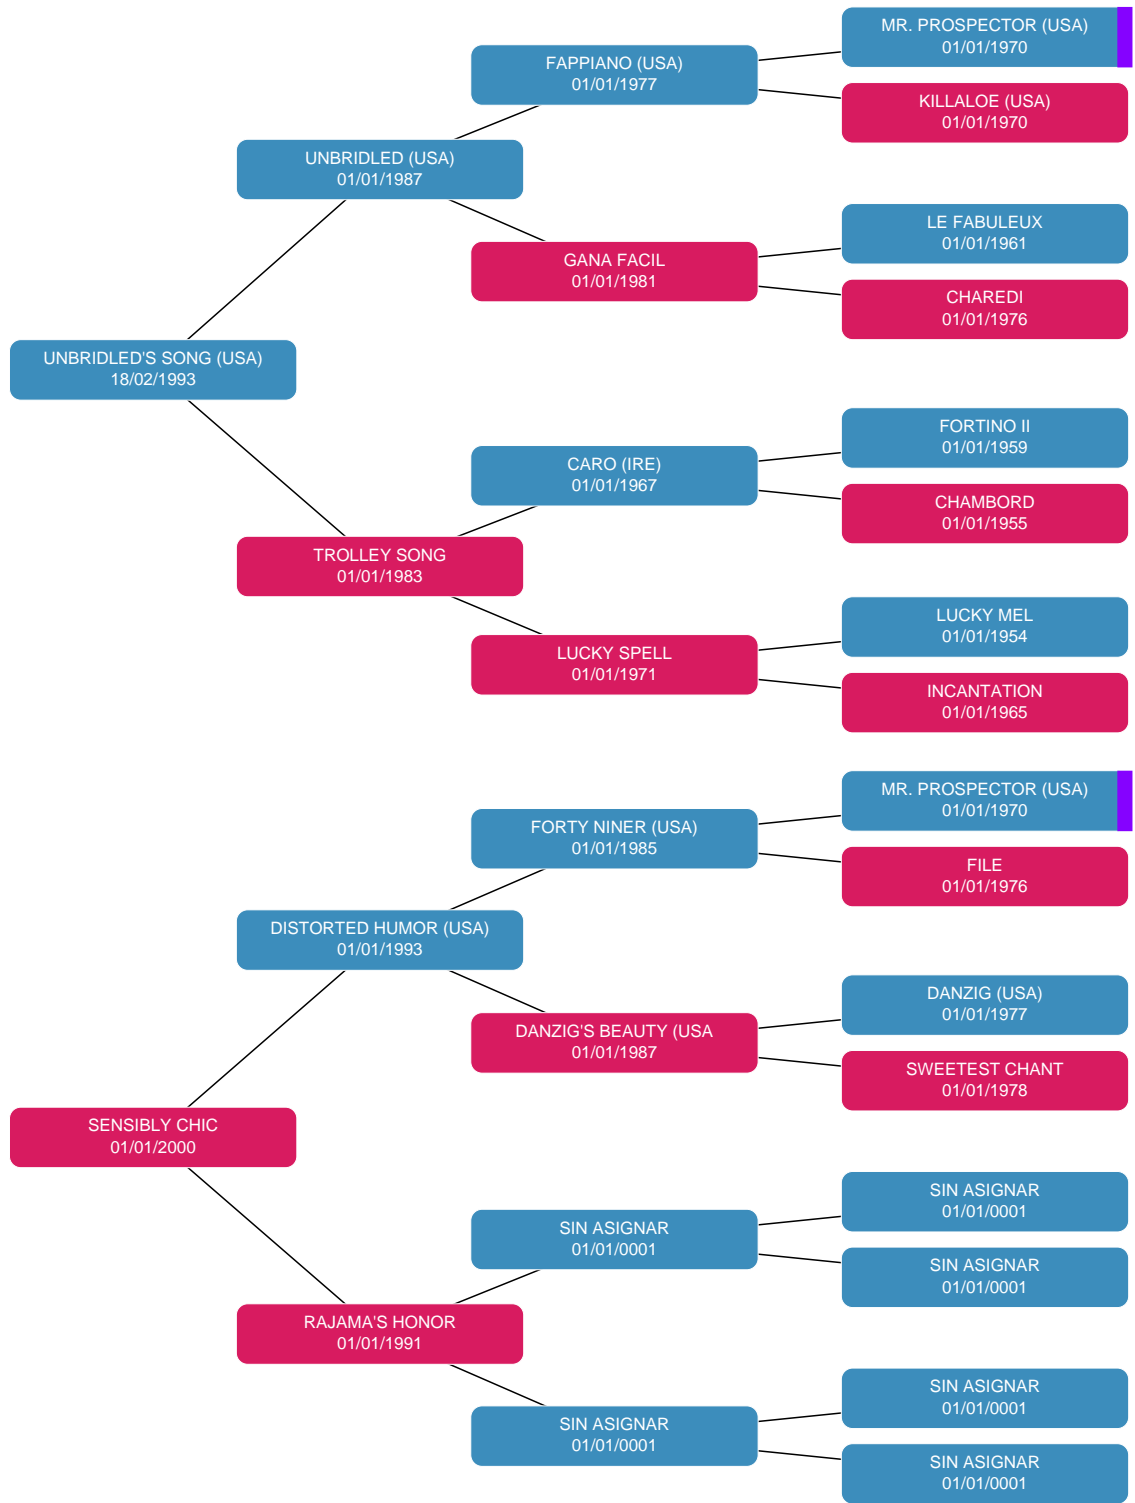 MR. PROSPECTOR (USA)
01/01/1970
FAPPIANO (USA)
01/01/1977
KILLALOE (USA)
01/01/1970
UNBRIDLED (USA)
01/01/1987
LE FABULEUX
01/01/1961
GANA FACIL
01/01/1981
CHAREDI
01/01/1976
UNBRIDLED'S SONG (USA)
18/02/1993
FORTINO II
01/01/1959
CARO (IRE)
01/01/1967
CHAMBORD
01/01/1955
TROLLEY SONG
01/01/1983
LUCKY MEL
01/01/1954
LUCKY SPELL
01/01/1971
INCANTATION
01/01/1965
MR. PROSPECTOR (USA)
01/01/1970
FORTY NINER (USA)
01/01/1985
FILE
01/01/1976
DISTORTED HUMOR (USA)
01/01/1993
DANZIG (USA)
01/01/1977
DANZIG'S BEAUTY (USA
01/01/1987
SWEETEST CHANT
01/01/1978
SENSIBLY CHIC
01/01/2000
SIN ASIGNAR
01/01/0001
SIN ASIGNAR
01/01/0001
SIN ASIGNAR
01/01/0001
RAJAMA'S HONOR
01/01/1991
SIN ASIGNAR
01/01/0001
SIN ASIGNAR
01/01/0001
SIN ASIGNAR
01/01/0001